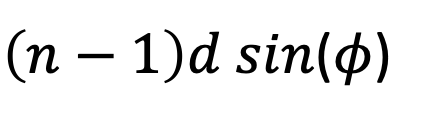 (n − 1)d sin(ϕ)